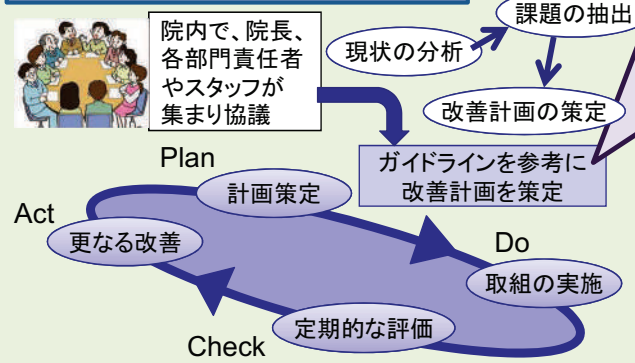 院内で、院長、
各部門責任者
やスタッフが
集まり協議
現状の分析
課題の抽出
改善計画の策定
ガイドラインを参考に
改善計画を策定
Plan
計画策定
Act
更なる改善
Do
取組の実施
定期的な評価
Check